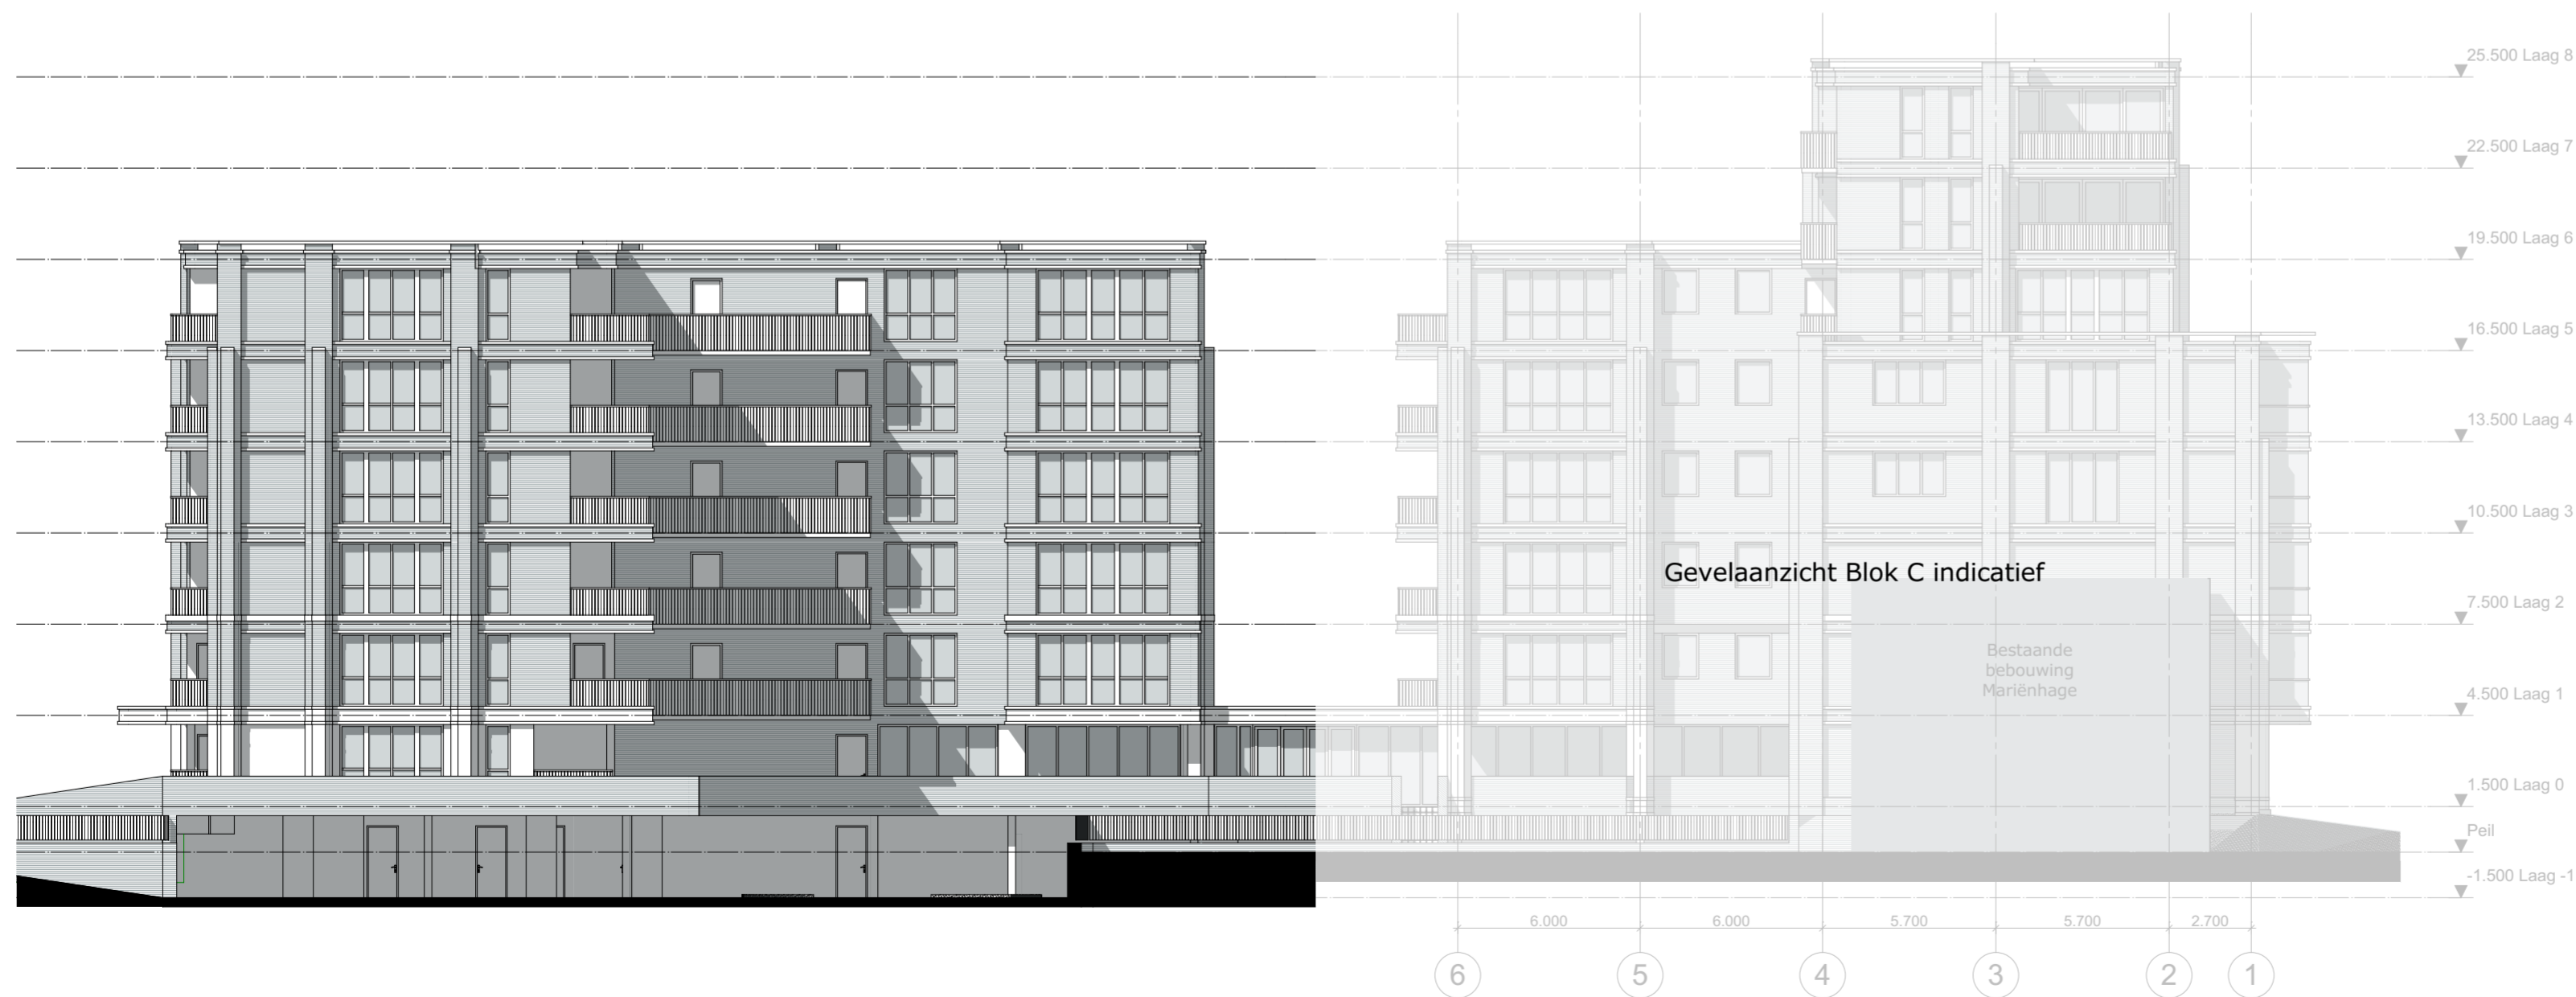 25.500 Laag 8
22.500 Laag 7
19.500 Laag 6
16.500 Laag 5
13.500 Laag 4
10.500 Laag 3
Gevelaanzicht Blok C indicatief
7.500 Laag 2
Bestaande
bebouwing
Mariënhage
4.500 Laag 1
1.500 Laag 0
Peil
-1.500 Laag -1
6.000 6.000 5.700 5.700 2.700
6 5 4 3 2 1